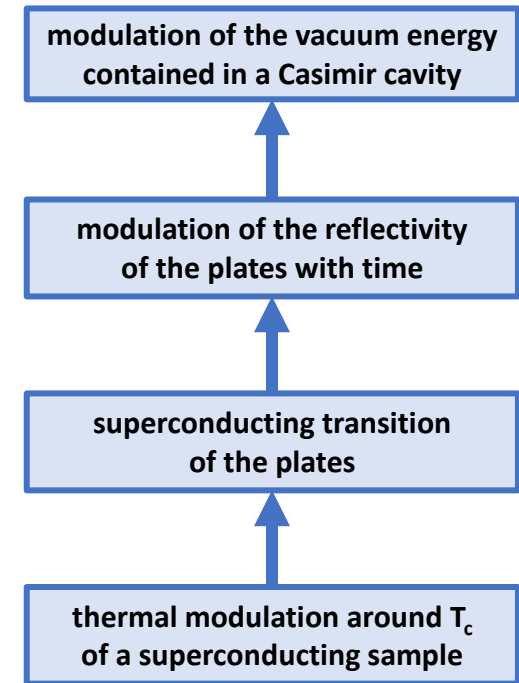 modulation of the vacuum energy
contained in a Casimir cavity
modulation of the reflectivity
of the plates with time
superconducting transition
of the plates
thermal modulation around Tc
of a superconducting sample